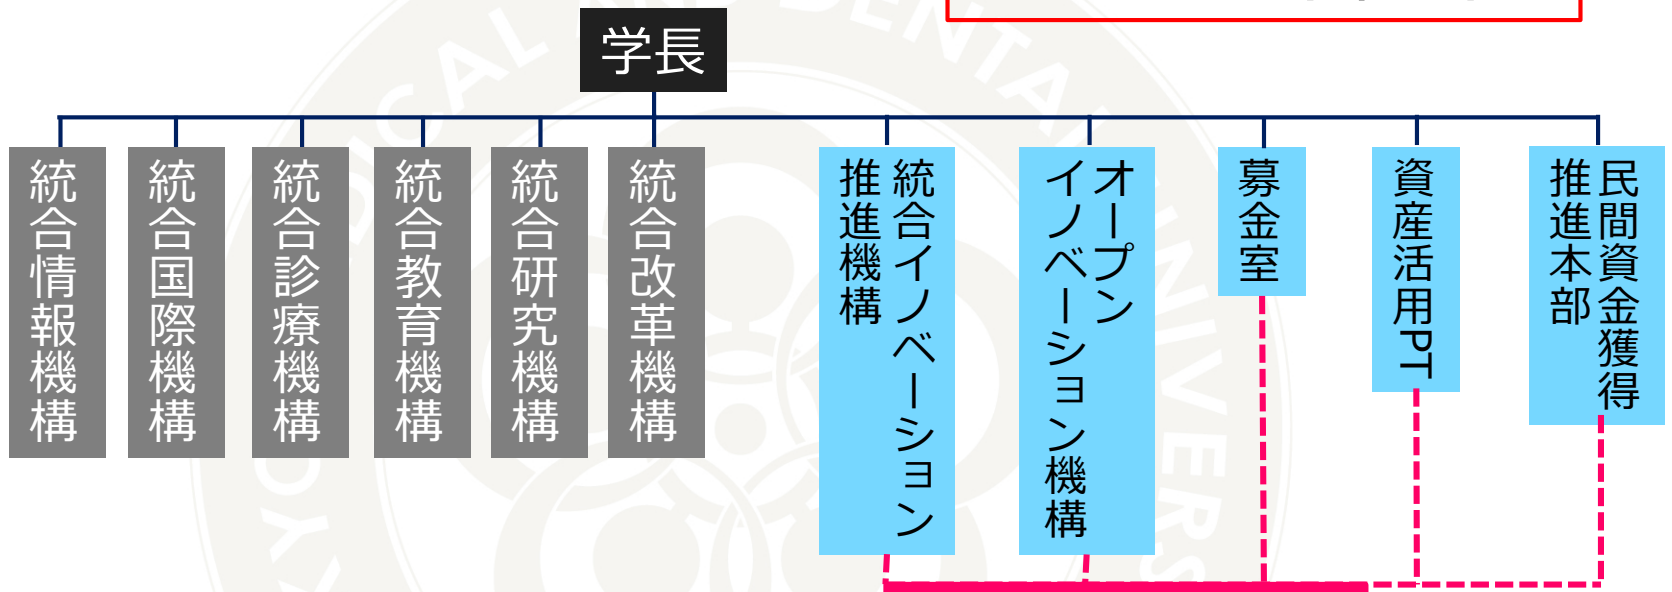 学長
統合情報機構
統合国際機構
統合診療機構
統合教育機構
統合研究機構
統合改革機構
統合イノベーション
推進機構
オープン
イノベーション機構
募金室
資産活用PT
民間資金獲得
推進本部